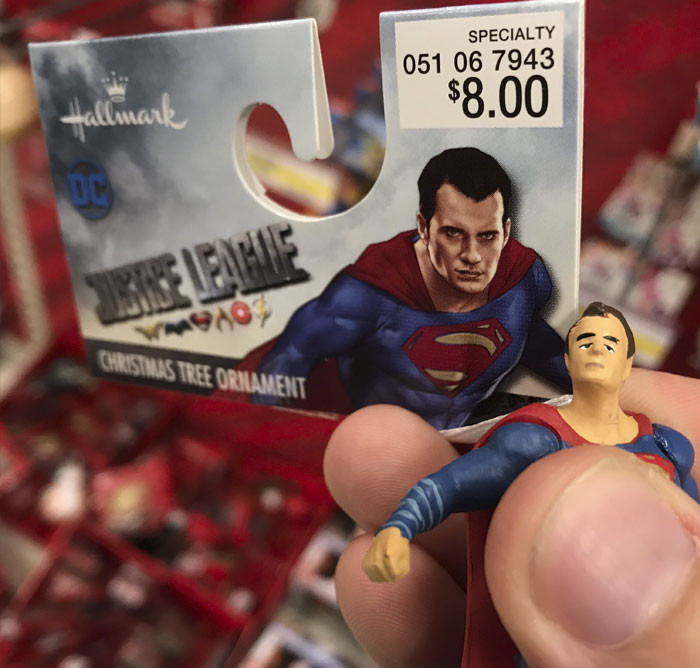 SPECIALTY
051 06 7943
$8.00
Hallmark
DC
JUSTICE LEAGUE
CHRISTMAS TREE ORNAMENT